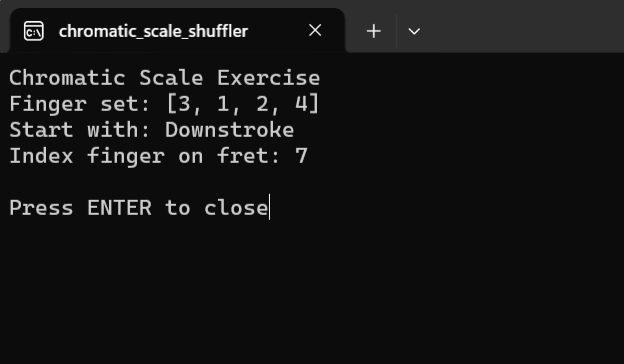 chromatic_scale_shuffler
Chromatic Scale Exercise
Finger set: [3, 1, 2, 4]
Start with: Downstroke
Index finger on fret: 7
Press ENTER to close